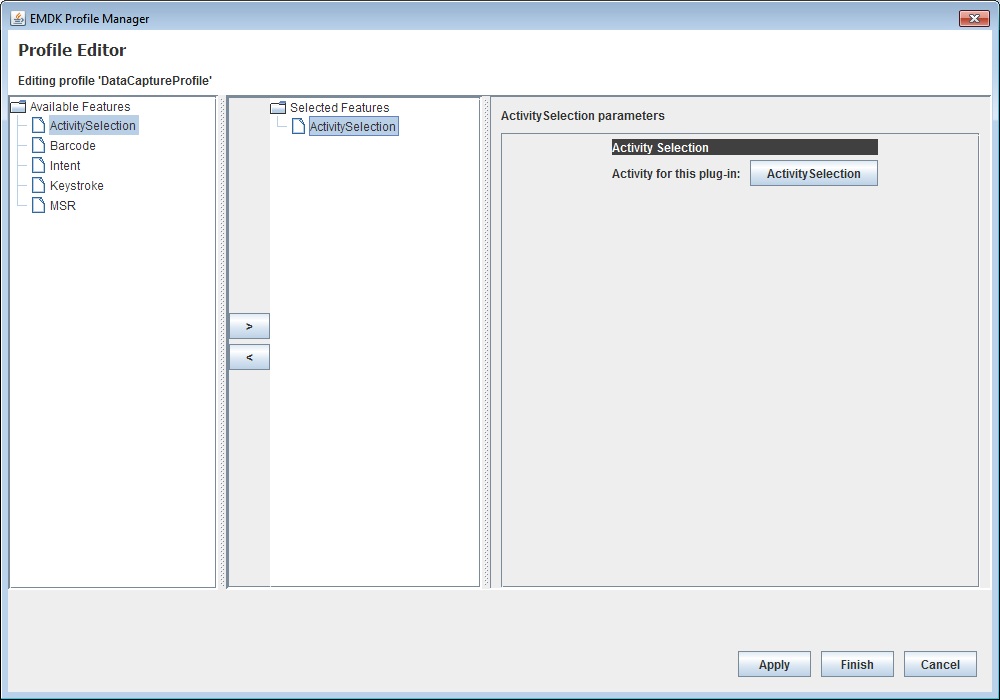 EMDK Profile Manager
Profile Editor
Editing profile 'DataCaptureProfile'
Available Features
ActivitySelection
Barcode
Intent
Keystroke
MSR
>
<
Selected Features
ActivitySelection
ActivitySelection parameters
Activity Selection
Activity for this plug-in: ActivitySelection
Apply Finish Cancel